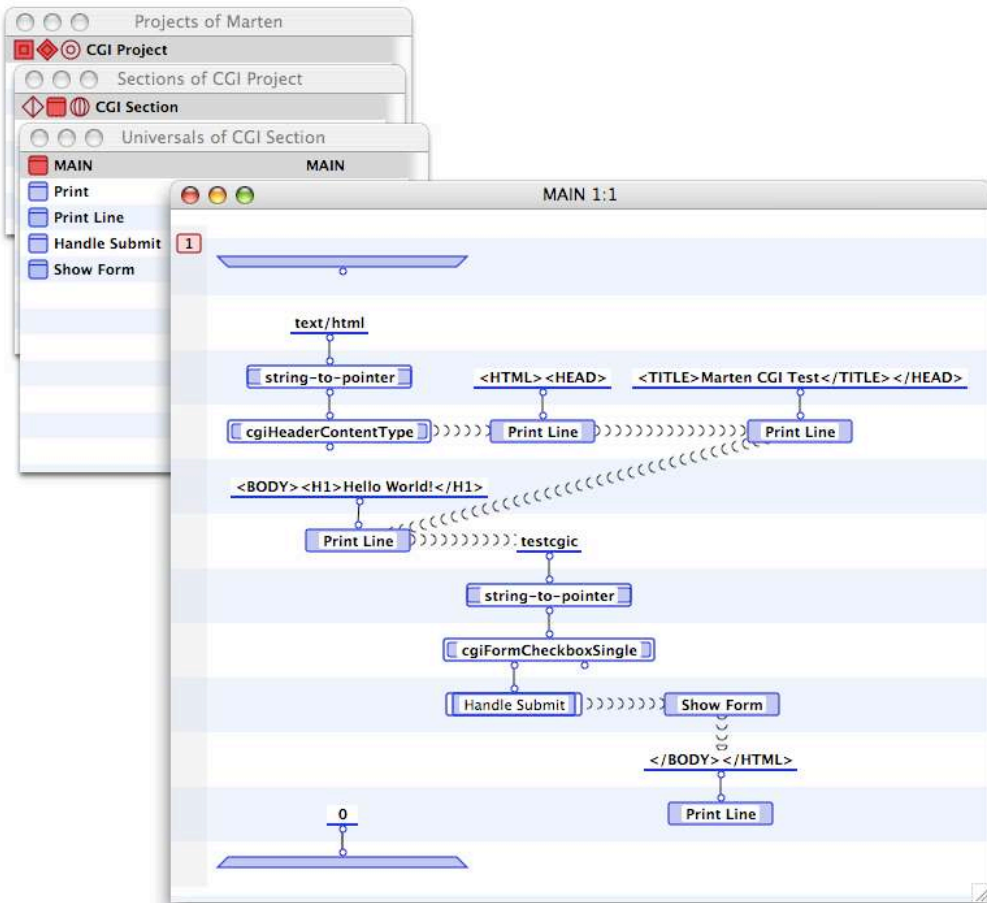 Projects of Marten
CGI Project
Sections of CGI Project
CGI Section
Universals of CGI Section
MAIN MAIN
Print
Print Line
Handle Submit
Show Form
MAIN 1:1
1
text/html
string-to-pointer
<HTML><HEAD>
<TITLE>Marten CGI Test</TITLE></HEAD>
cgiHeaderContentType
Print Line
Print Line
<BODY><H1>Hello World!</H1>
Print Line
testcgic
string-to-pointer
cgiFormCheckboxSingle
Handle Submit
Show Form
</BODY></HTML>
Print Line
0